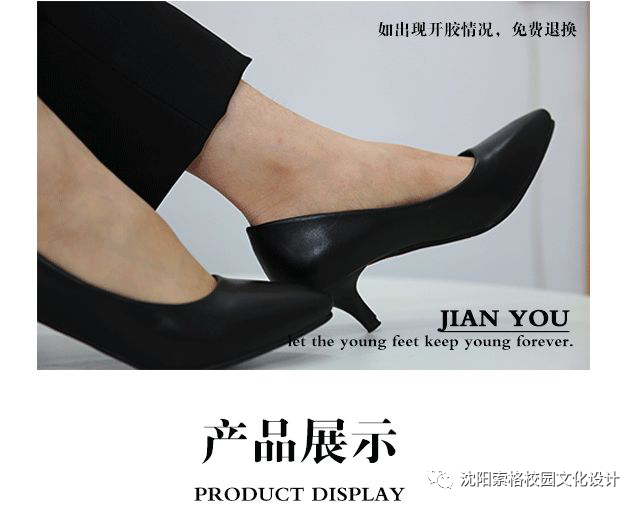 如出现开胶情况，免费退换
JIAN YOU
let the young feet keep young forever.
产品展示
沈阳索格校园文化设计
PRODUCT DISPLAY